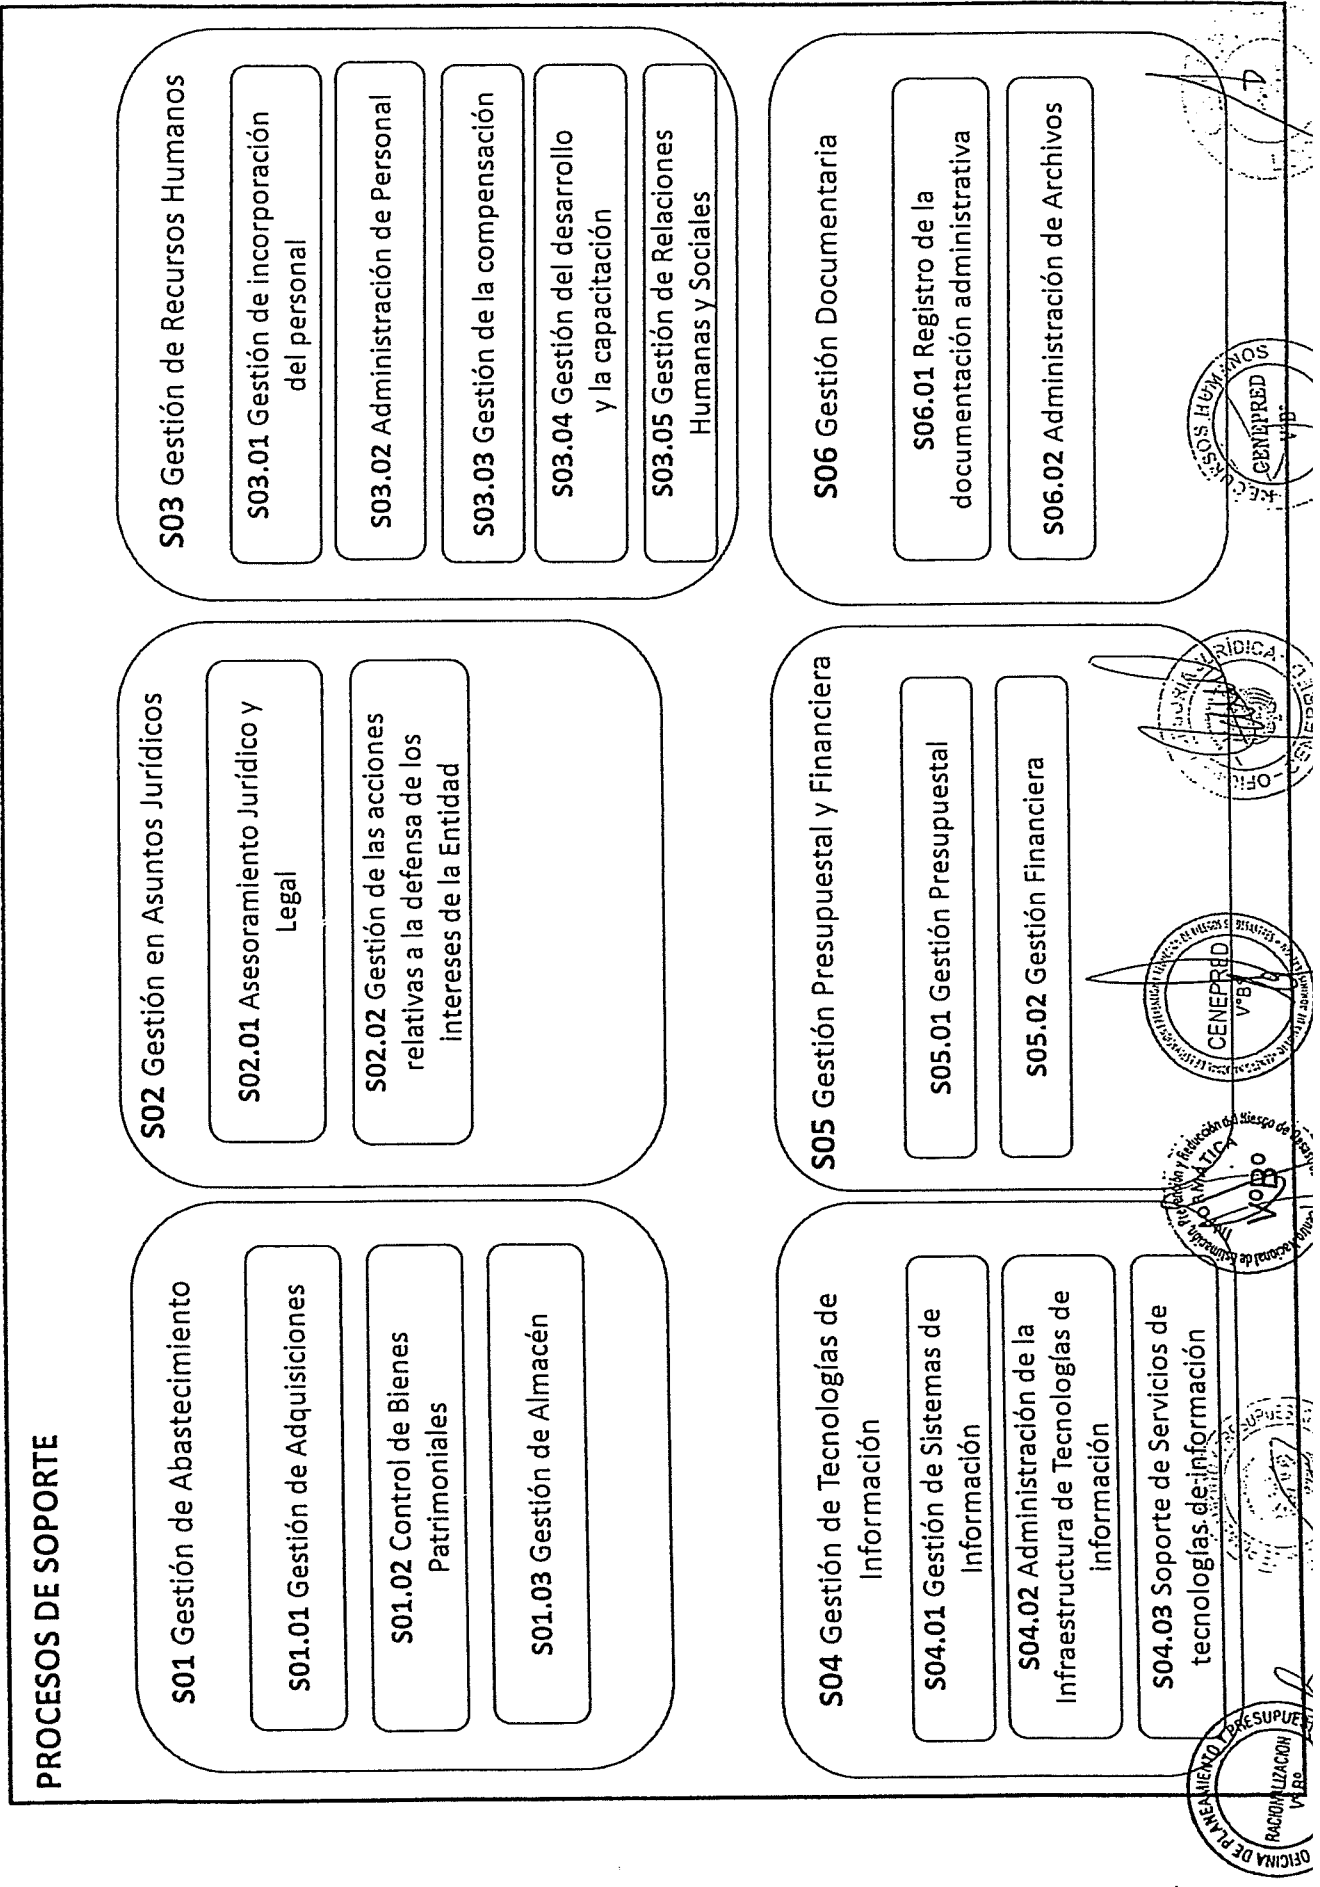 PROCESOS DE SOPORTE
S01 Gestión de Abastecimiento
S01.01 Gestión de Adquisiciones
S01.02 Control de Bienes
Patrimoniales
S01.03 Gestión de Almacén
S02 Gestión en Asuntos Jurídicos
S02.01 Asesoramiento Jurídico y
Legal
S02.02 Gestión de las acciones
relativas a la defensa de los
intereses de la Entidad
S03 Gestión de Recursos Humanos
S03.01 Gestión de incorporación
del personal
S03.02 Administración de Personal
S03.03 Gestión de la compensación
S03.04 Gestión del desarrollo
y la capacitación
S03.05 Gestión de Relaciones
Humanas y Sociales
S04 Gestión de Tecnologías de
Información
S04.01 Gestión de Sistemas de
Información
S04.02 Administración de la
Infraestructura de Tecnologías de
información
S04.03 Soporte de Servicios de
tecnologías de información
S05 Gestión Presupuestal y Financiera
S05.01 Gestión Presupuestal
S05.02 Gestión Financiera
S06 Gestión Documentaria
S06.01 Registro de la
documentación administrativa
S06.02 Administración de Archivos
OFICINA DE PLANEAMIENTO Y
RACIONALIZACION
VºBº
CENEPRED
V°B°
CENEPRED